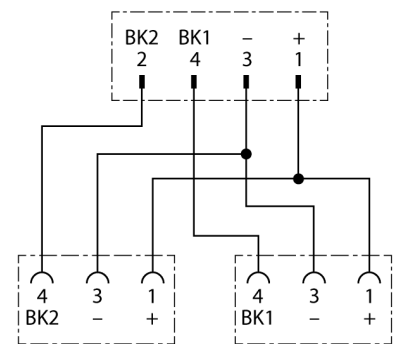 BK2 BK1 – +
2 4 3 1
4 3 1 4 3 1
BK2 – + BK1 – +